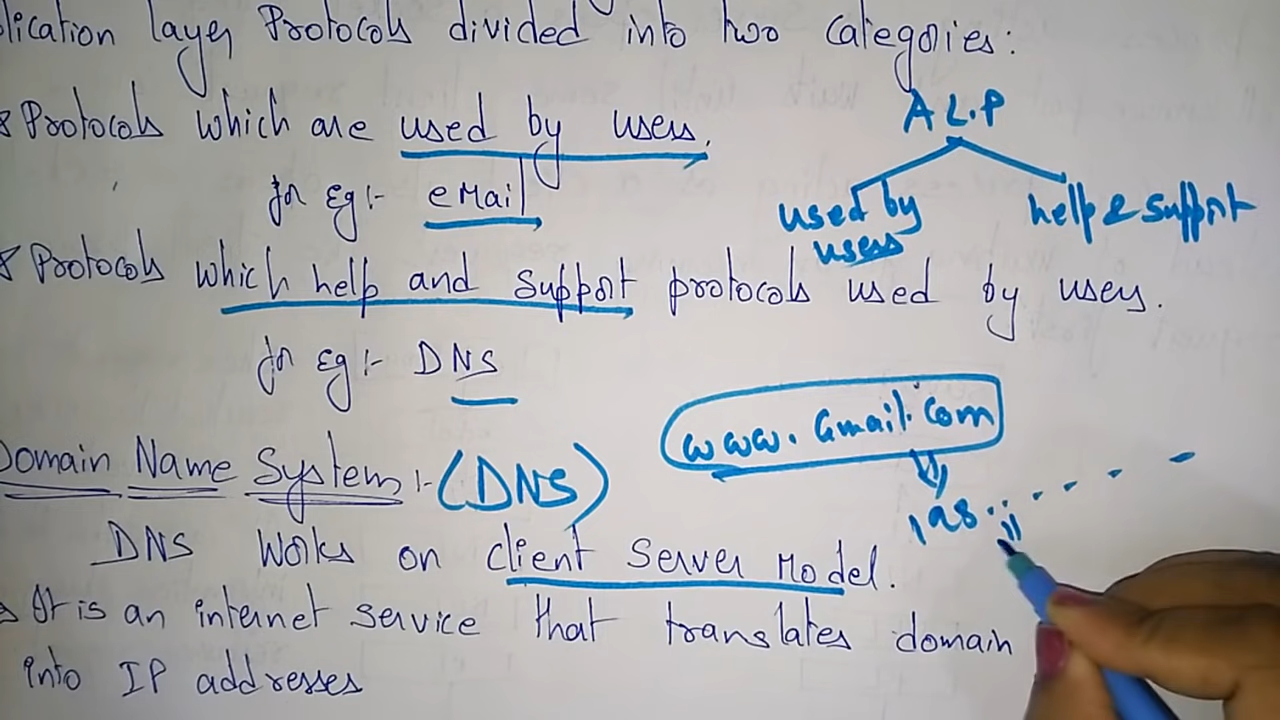 lication layer Protocols divided into two categories:
* Protocols which are used by users.
for eg:- eMail
* Protocols which help and support protocols used by users.
for eg:- DNS
A L.P
used by users
help & support
www.Gmail.com
198..
Domain Name System:- (DNS)
DNS Works on client Server Model.
It is an internet service that translates domain
into IP addresses